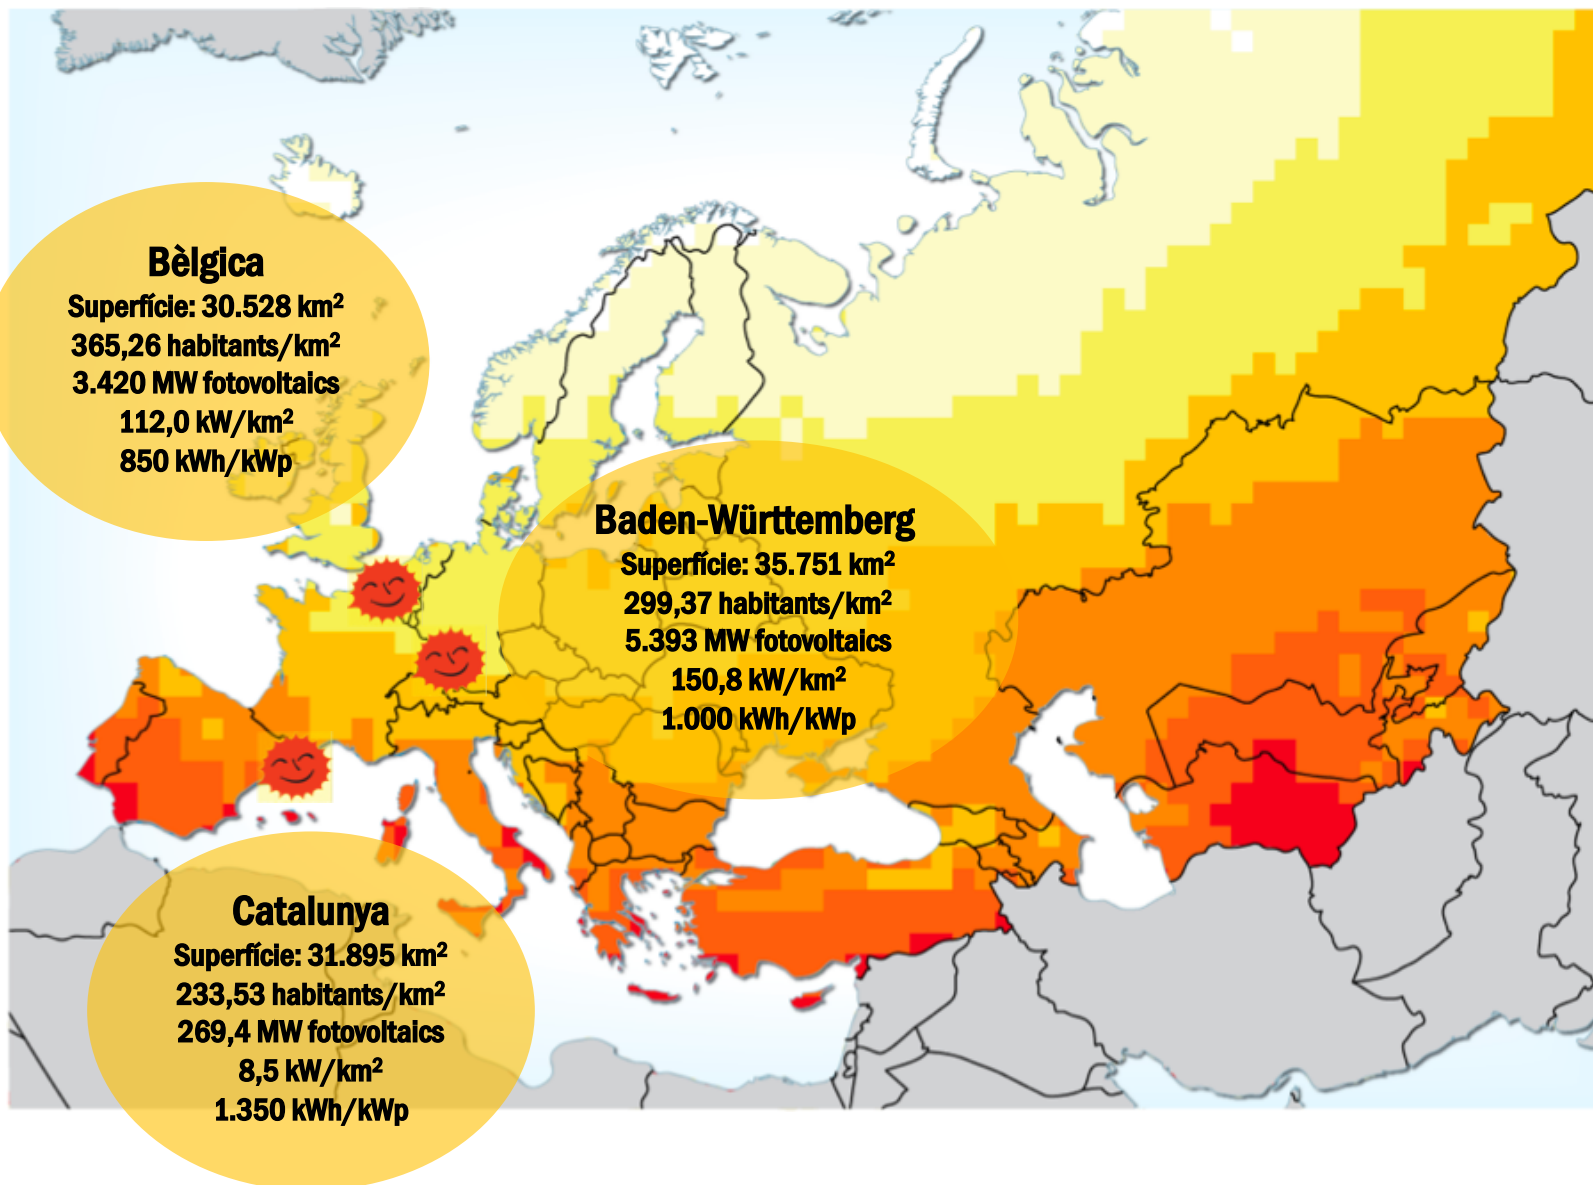 Bèlgica
Superfície: 30.528 km²
365,26 habitants/km²
3.420 MW fotovoltaics
112,0 kW/km²
850 kWh/kWp
Baden-Württemberg
Superfície: 35.751 km²
299,37 habitants/km²
5.393 MW fotovoltaics
150,8 kW/km²
1.000 kWh/kWp
Catalunya
Superfície: 31.895 km²
233,53 habitants/km²
269,4 MW fotovoltaics
8,5 kW/km²
1.350 kWh/kWp